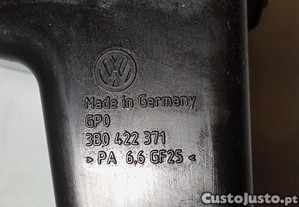 Made in Germany
GPO
3B0 422 371
> PA 6,6 GF25 <
Custojusto.pt